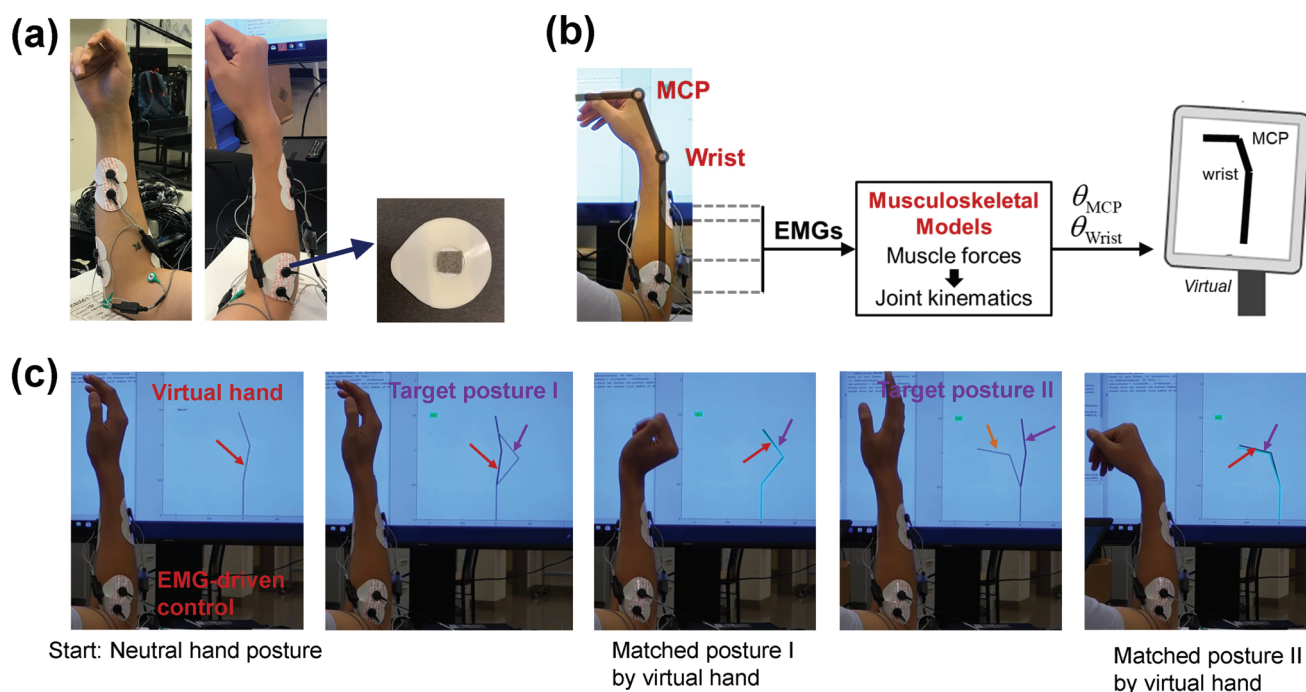 (a)
(b)
MCP
Wrist
EMGs
Musculoskeletal
Models
Muscle forces
Joint kinematics
θMCP
θWrist
MCP
wrist
Virtual
(c)
Virtual hand
EMG-driven
control
Target posture I
Target posture II
Start: Neutral hand posture
Matched posture I
by virtual hand
Matched posture II
by virtual hand